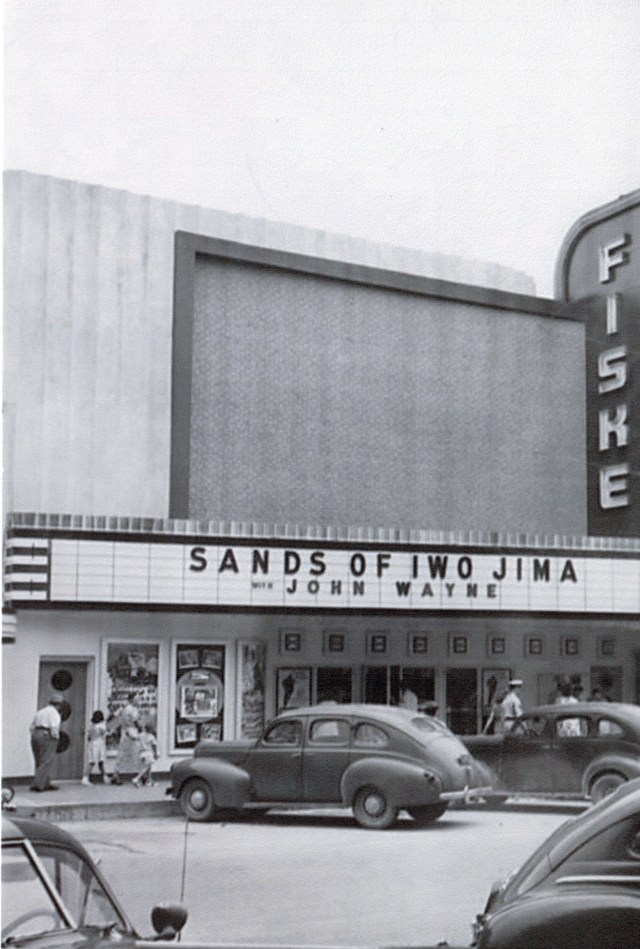 FISKE
SANDS OF IWO JIMA
WITH JOHN WAYNE